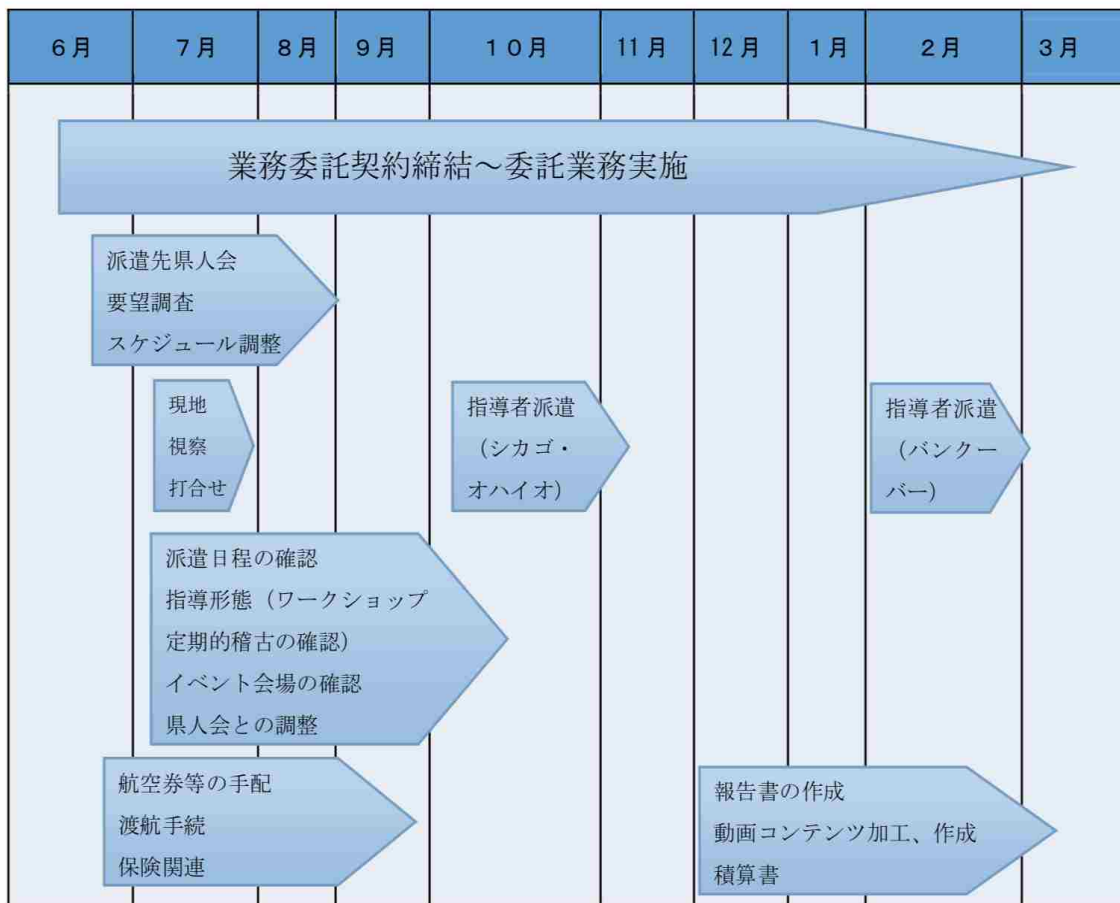 6月 7月 8月 9月 10月 11月 12月 1月 2月 3月
業務委託契約締結～委託業務実施
派遣先県人会
要望調査
スケジュール調整
現地
視察
打合せ
指導者派遣
（シカゴ・
オハイオ）
指導者派遣
（バンクー
バー）
派遣日程の確認
指導形態（ワークショップ
定期的稽古の確認）
イベント会場の確認
県人会との調整
航空券等の手配
渡航手続
保険関連
報告書の作成
動画コンテンツ加工、作成
積算書